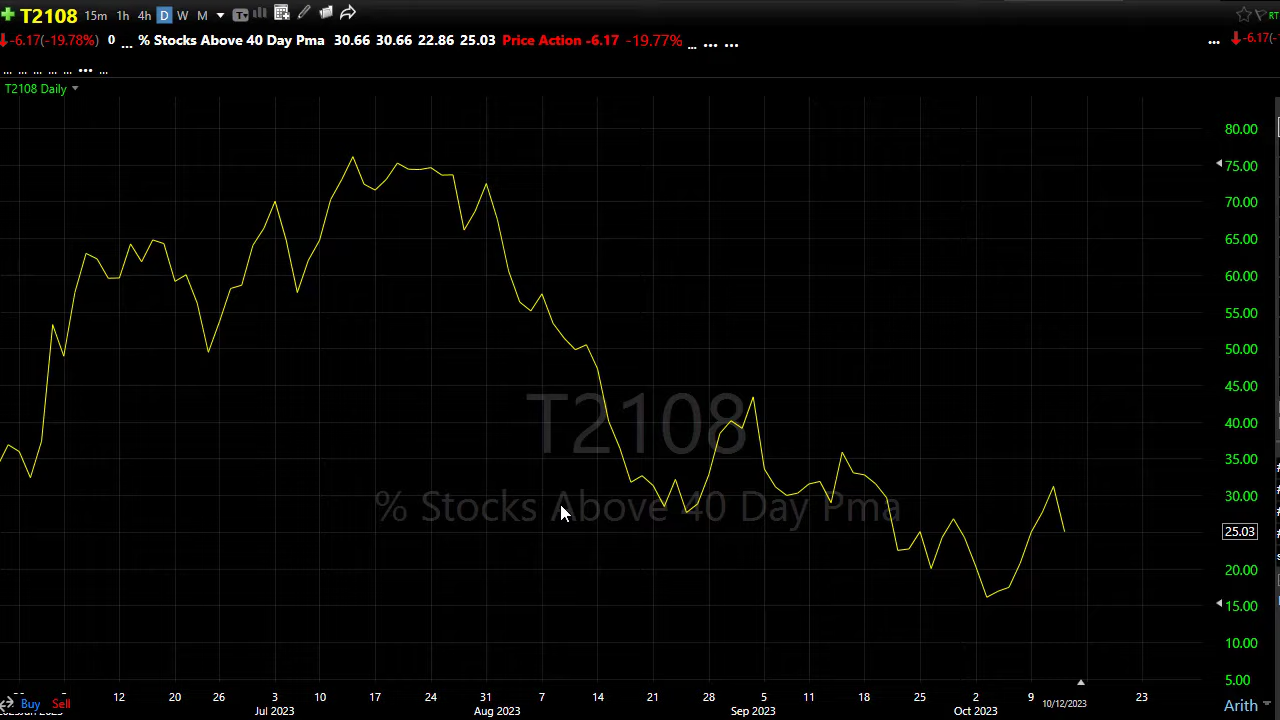 T2108 15m 1h 4h D W M T RT
-6.17(-19.78%) 0 ... % Stocks Above 40 Day Pma 30.66 30.66 22.86 25.03 Price Action -6.17 -19.77% ... ... ... ... -6.17(-1
... ... ... ... ... ... ...
T2108 Daily
80.00
75.00
70.00
65.00
60.00
55.00
50.00
45.00
40.00
T2108
35.00
30.00
% Stocks Above 40 Day Pma
25.03
20.00
15.00
10.00
5.00
12 20 26 3 10 17 24 31 7 14 21 28 5 11 18 25 2 9 23
Buy Sell Jul 2023 Aug 2023 Sep 2023 Oct 2023 10/12/2023 Arith